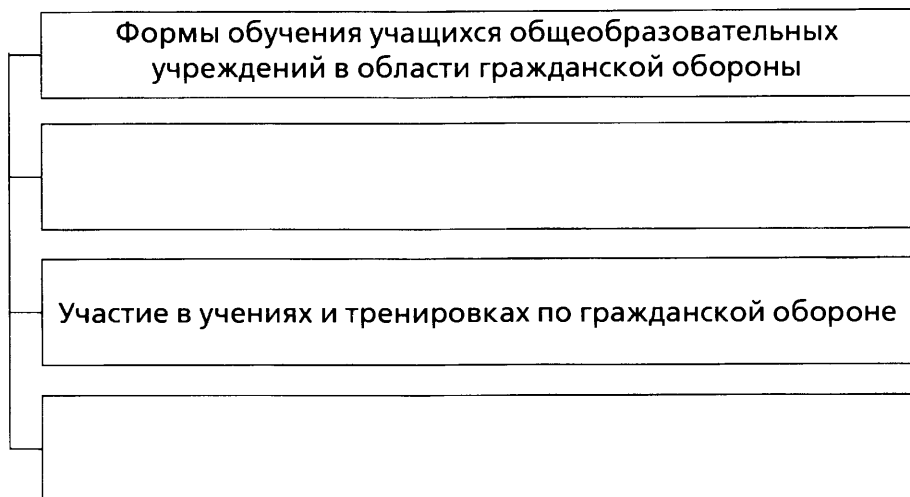 Формы обучения учащихся общеобразовательных
учреждений в области гражданской обороны
Участие в учениях и тренировках по гражданской обороне